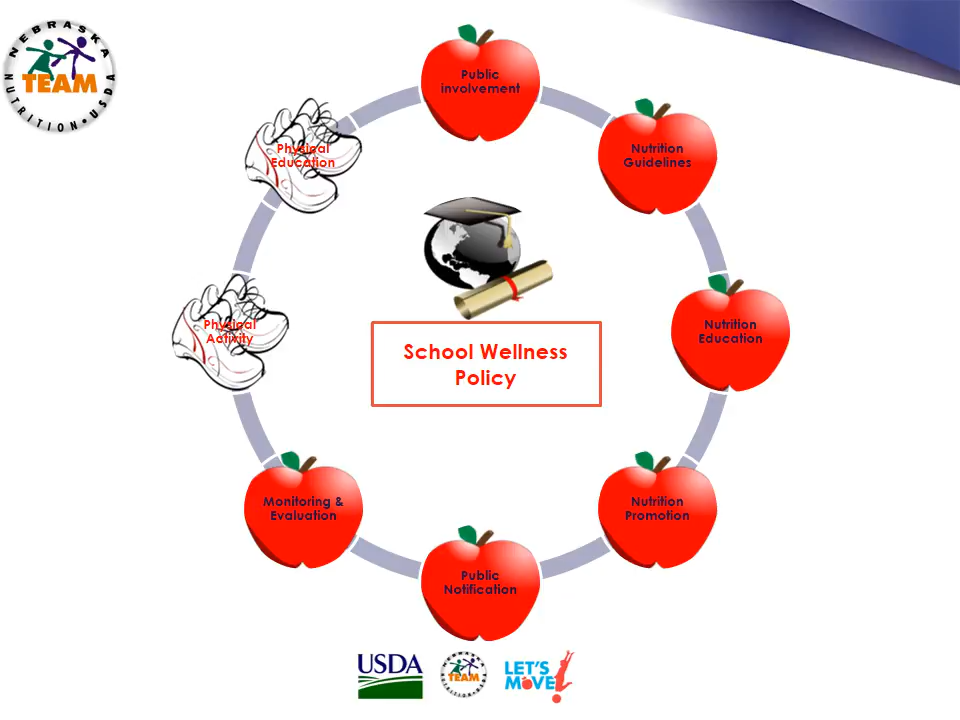 NEBRASKA
TEAM
NUTRITION • USDA
Public
involvement
Nutrition
Guidelines
Nutrition
Education
Nutrition
Promotion
Public
Notification
Monitoring &
Evaluation
Physical
Activity
Physical
Education
School Wellness
Policy
USDA
TEAM
LET'S
MOVE!